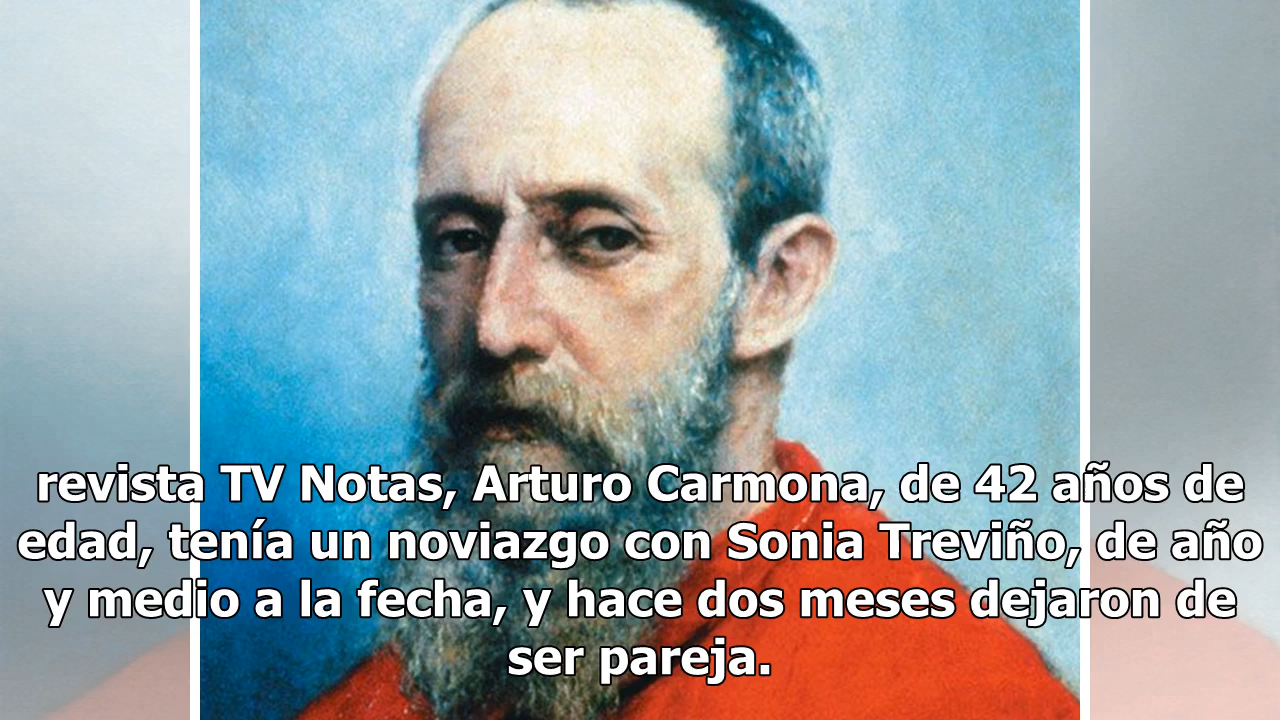 revista TV Notas, Arturo Carmona, de 42 años de
edad, tenía un noviazgo con Sonia Treviño, de año
y medio a la fecha, y hace dos meses dejaron de
ser pareja.